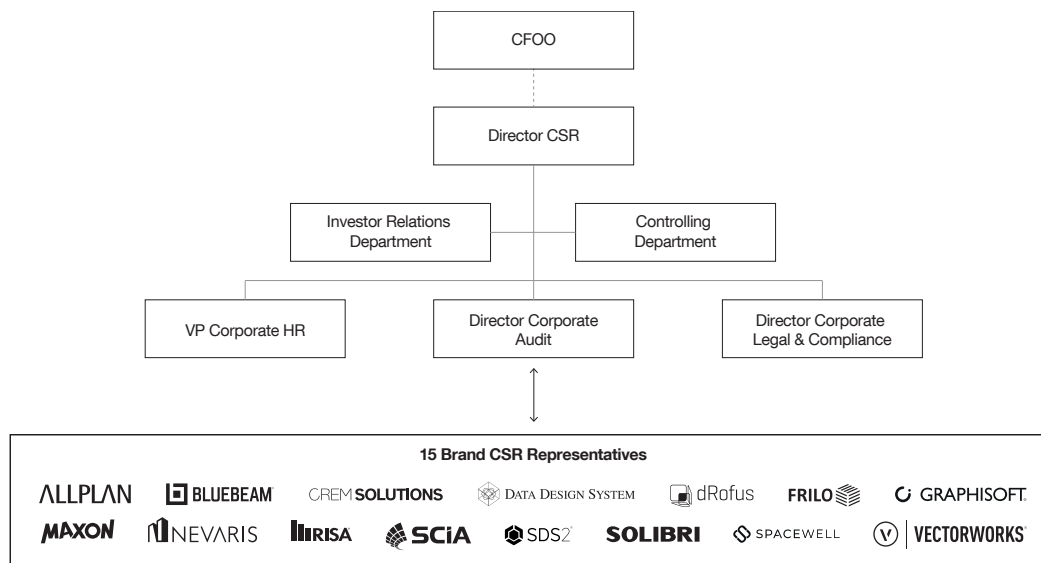 CFOO
Director CSR
Investor Relations
Department
Controlling
Department
VP Corporate HR
Director Corporate
Audit
Director Corporate
Legal & Compliance
15 Brand CSR Representatives
ALLPLAN BLUEBEAM® CREM SOLUTIONS DATA DESIGN SYSTEM dRofus FRILO GRAPHISOFT®
MAXON NEVARIS RISA SCiA SDS2® SOLIBRI SPACEWELL V VECTORWORKS®